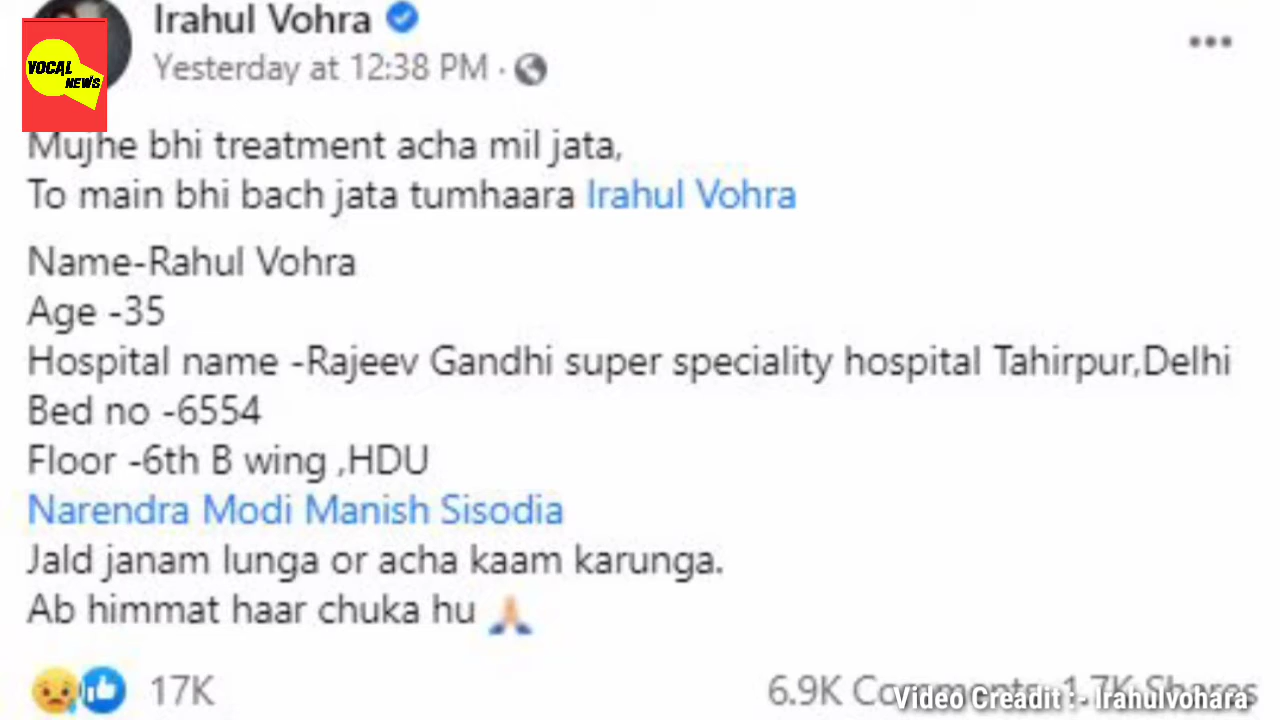 Irahul Vohra
Yesterday at 12:38 PM ·
VOCAL
NEWS
Mujhe bhi treatment acha mil jata,
To main bhi bach jata tumhaara Irahul Vohra
Name-Rahul Vohra
Age -35
Hospital name -Rajeev Gandhi super speciality hospital Tahirpur,Delhi
Bed no -6554
Floor -6th B wing ,HDU
Narendra Modi Manish Sisodia
Jald janam lunga or acha kaam karunga.
Ab himmat haar chuka hu 🙏
17K
6.9K Comments 1.7K Shares
Video Creadit :- Irahulvohara